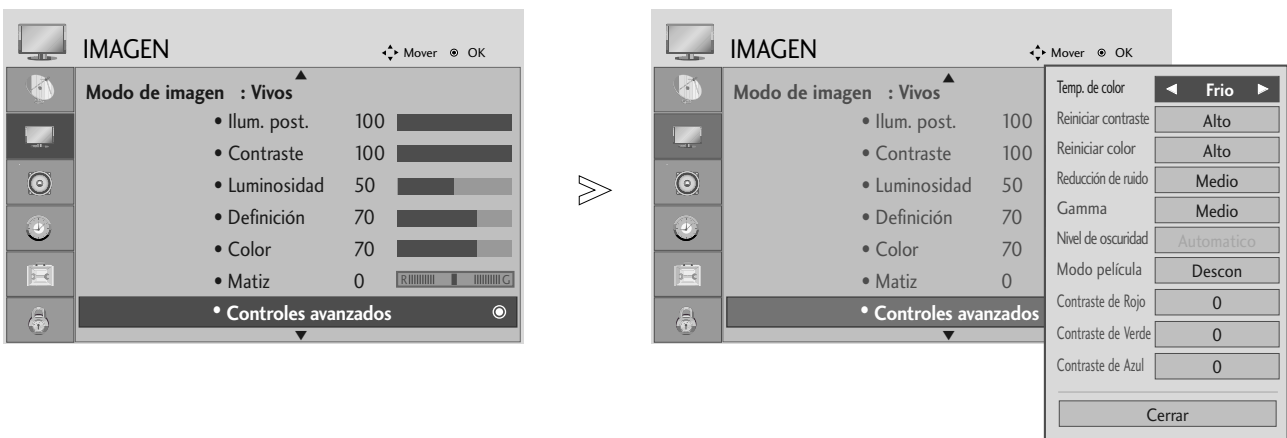 IMAGEN
Mover OK
Modo de imagen : Vivos
• Ilum. post. 100
• Contraste 100
• Luminosidad 50
• Definición 70
• Color 70
• Matiz 0 R G
• Controles avanzados
IMAGEN
Mover OK
Modo de imagen : Vivos
• Ilum. post. 100
• Contraste 100
• Luminosidad 50
• Definición 70
• Color 70
• Matiz 0
• Controles avanzados
Temp. de color Frio
Reiniciar contraste Alto
Reiniciar color Alto
Reducción de ruido Medio
Gamma Medio
Nivel de oscuridad Automatico
Modo película Descon
Contraste de Rojo 0
Contraste de Verde 0
Contraste de Azul 0
Cerrar